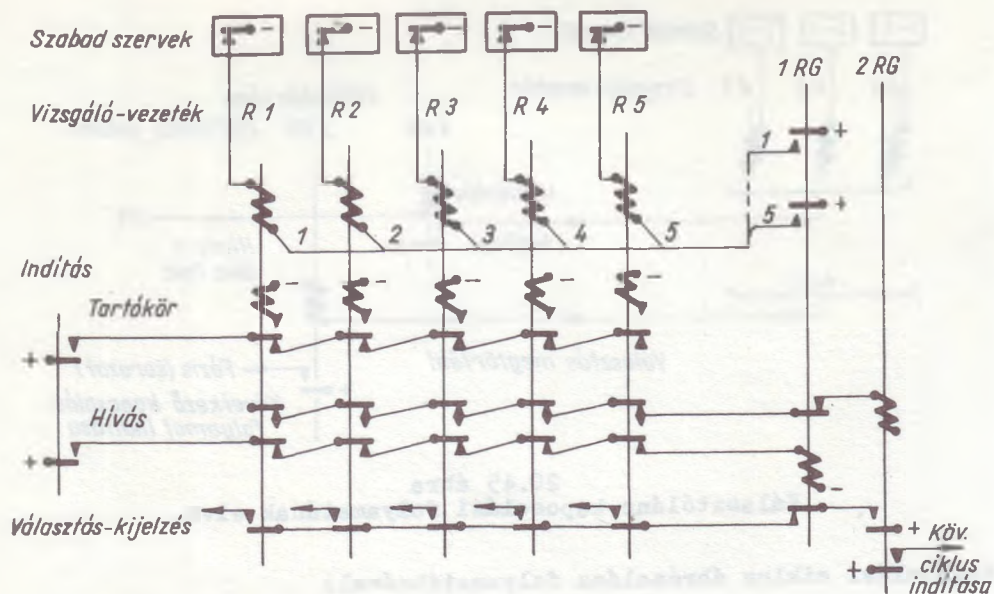 Szabad szervek
1 RG 2 RG
Vizsgáló-vezeték R 1 R 2 R 3 R 4 R 5
1
5
1 2 3 4 5
Indítás
Tartókör
Hívás
Választás-kijelzés
Köv.
ciklus
indítása